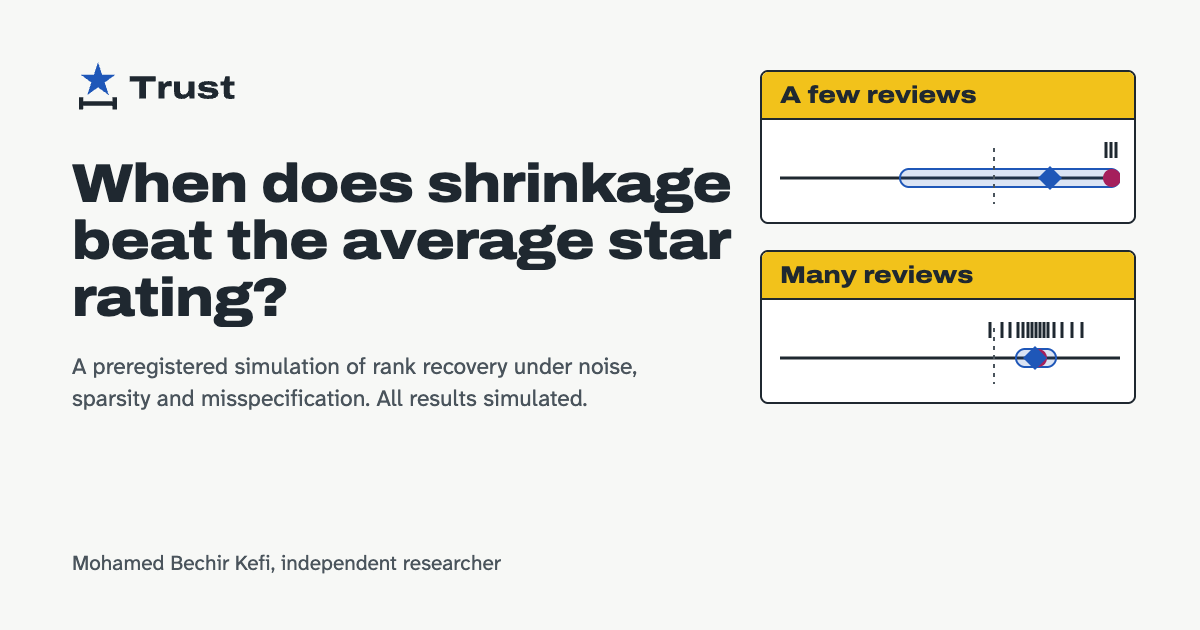 Trust
When does shrinkage
beat the average star
rating?
A preregistered simulation of rank recovery under noise,
sparsity and misspecification. All results simulated.
Mohamed Bechir Kefi, independent researcher
A few reviews
Many reviews